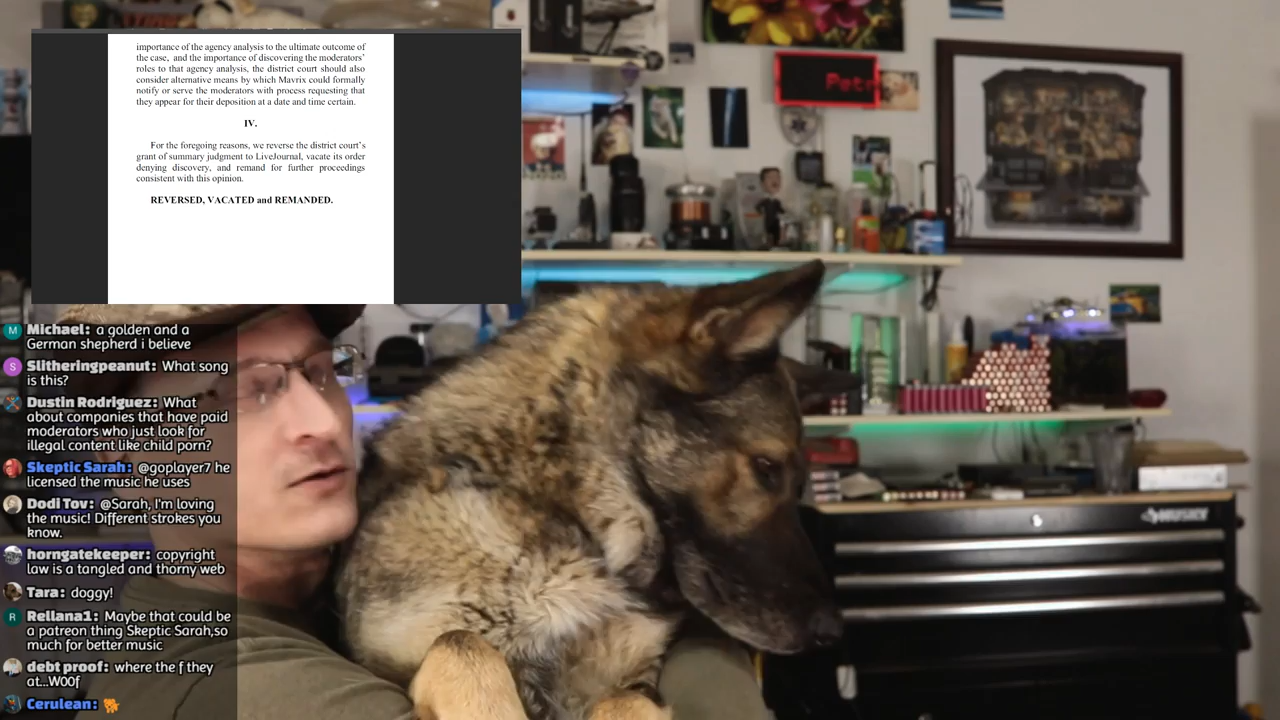 importance of the agency analysis to the ultimate outcome of
the case, and the importance of discovering the moderators'
roles to that agency analysis, the district court should also
consider alternative means by which Mavrix could formally
notify or serve the moderators with process requesting that
they appear for their deposition at a date and time certain.
IV.
For the foregoing reasons, we reverse the district court's
grant of summary judgment to LiveJournal, vacate its order
denying discovery, and remand for further proceedings
consistent with this opinion.
REVERSED, VACATED and REMANDED.
Petr
HUSKY
M Michael: a golden and a
German shepherd i believe
S Slitheringpeanut: What song
is this?
Dustin Rodriguez: What
about companies that have paid
moderators who just look for
illegal content like child porn?
Skeptic Sarah: @goplayer7 he
licensed the music he uses
Dodi Tov: @Sarah, I'm loving
the music! Different strokes you
know.
horngatekeeper: copyright
law is a tangled and thorny web
Tara: doggy!
R Rellana1: Maybe that could be
a patreon thing Skeptic Sarah,so
much for better music
debt proof: where the f they
at...W00f
Cerulean: